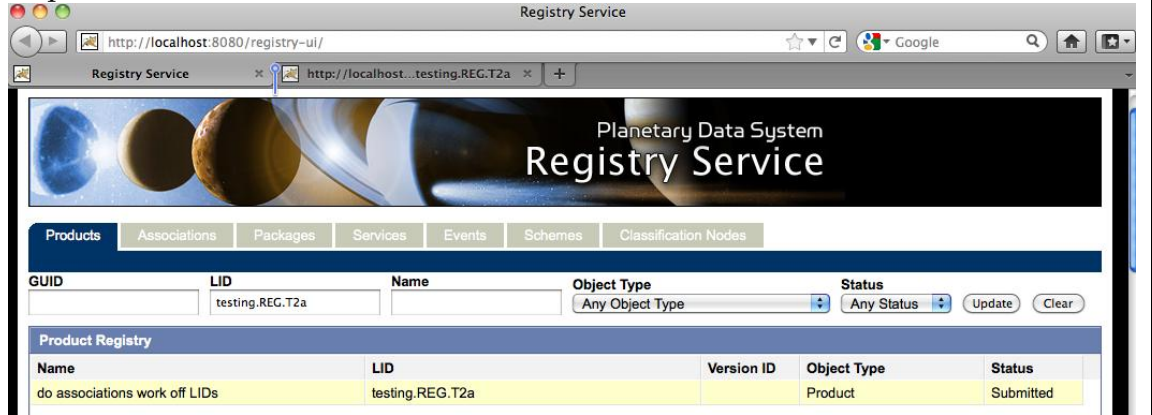 Registry Service
http://localhost:8080/registry-ui/
Google
Registry Service
http://localhost...testing.REG.T2a
Planetary Data System
Registry Service
Products Associations Packages Services Events Schemes Classification Nodes
GUID LID Name Object Type Status
testing.REG.T2a Any Object Type Any Status Update Clear
Product Registry
Name LID Version ID Object Type Status
do associations work off LIDs testing.REG.T2a Product Submitted